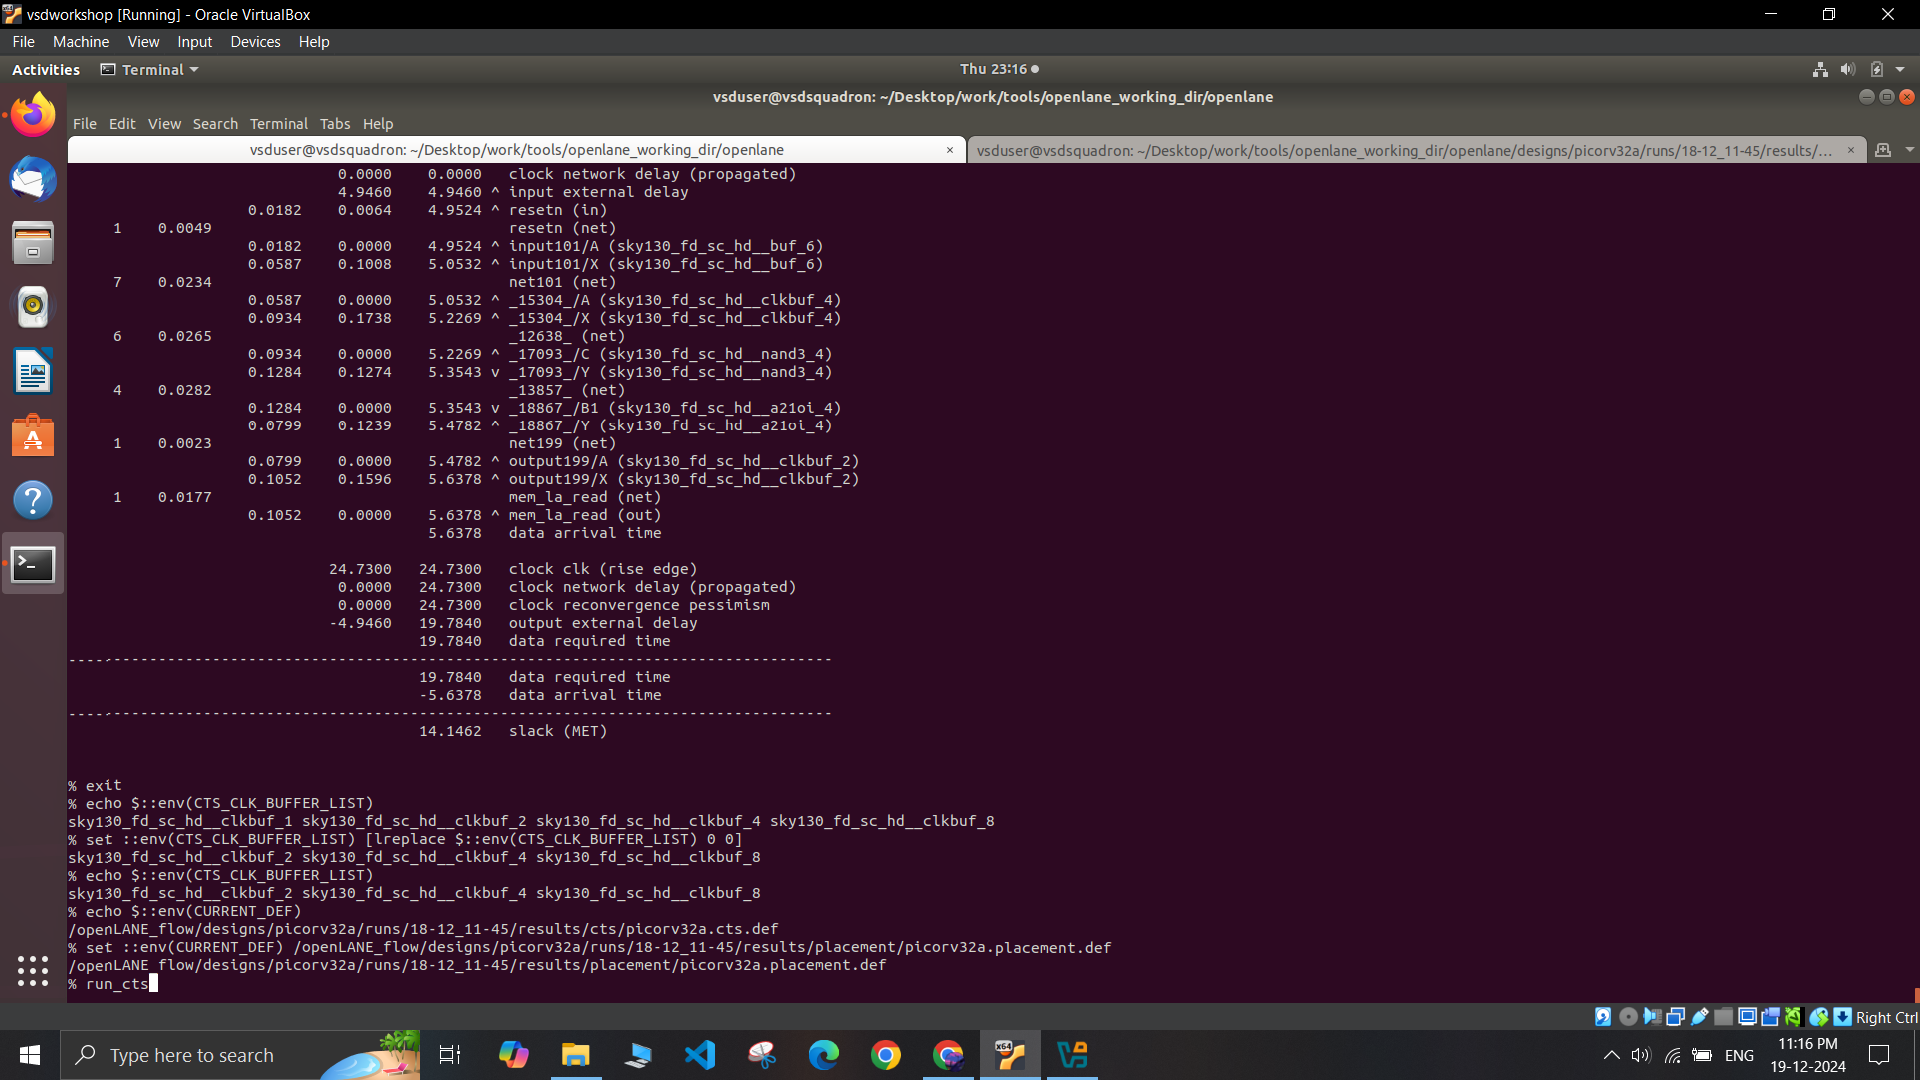 vsdworkshop [Running] - Oracle VirtualBox
File Machine View Input Devices Help
Activities Terminal Thu 23:16
vsduser@vsdsquadron: ~/Desktop/work/tools/openlane_working_dir/openlane
File Edit View Search Terminal Tabs Help
vsduser@vsdsquadron: ~/Desktop/work/tools/openlane_working_dir/openlane × vsduser@vsdsquadron: ~/Desktop/work/tools/openlane_working_dir/openlane/designs/picorv32a/runs/18-12_11-45/results/... ×
0.0000 0.0000 clock network delay (propagated)
4.9460 4.9460 ^ input external delay
0.0182 0.0064 4.9524 ^ resetn (in)
1 0.0049 resetn (net)
0.0182 0.0000 4.9524 ^ input101/A (sky130_fd_sc_hd__buf_6)
0.0587 0.1008 5.0532 ^ input101/X (sky130_fd_sc_hd__buf_6)
7 0.0234 net101 (net)
0.0587 0.0000 5.0532 ^ _15304_/A (sky130_fd_sc_hd__clkbuf_4)
0.0934 0.1738 5.2269 ^ _15304_/X (sky130_fd_sc_hd__clkbuf_4)
6 0.0265 _12638_ (net)
0.0934 0.0000 5.2269 ^ _17093_/C (sky130_fd_sc_hd__nand3_4)
0.1284 0.1274 5.3543 v _17093_/Y (sky130_fd_sc_hd__nand3_4)
4 0.0282 _13857_ (net)
0.1284 0.0000 5.3543 v _18867_/B1 (sky130_fd_sc_hd__a21oi_4)
0.0799 0.1239 5.4782 ^ _18867_/Y (sky130_fd_sc_hd__a21oi_4)
1 0.0023 net199 (net)
0.0799 0.0000 5.4782 ^ output199/A (sky130_fd_sc_hd__clkbuf_2)
0.1052 0.1596 5.6378 ^ output199/X (sky130_fd_sc_hd__clkbuf_2)
1 0.0177 mem_la_read (net)
0.1052 0.0000 5.6378 ^ mem_la_read (out)
5.6378 data arrival time
24.7300 24.7300 clock clk (rise edge)
0.0000 24.7300 clock network delay (propagated)
0.0000 24.7300 clock reconvergence pessimism
-4.9460 19.7840 output external delay
19.7840 data required time
-------------------------------------------------------------------------------------
19.7840 data required time
-5.6378 data arrival time
-------------------------------------------------------------------------------------
14.1462 slack (MET)
% exit
% echo $::env(CTS_CLK_BUFFER_LIST)
sky130_fd_sc_hd__clkbuf_1 sky130_fd_sc_hd__clkbuf_2 sky130_fd_sc_hd__clkbuf_4 sky130_fd_sc_hd__clkbuf_8
% set ::env(CTS_CLK_BUFFER_LIST) [lreplace $::env(CTS_CLK_BUFFER_LIST) 0 0]
sky130_fd_sc_hd__clkbuf_2 sky130_fd_sc_hd__clkbuf_4 sky130_fd_sc_hd__clkbuf_8
% echo $::env(CTS_CLK_BUFFER_LIST)
sky130_fd_sc_hd__clkbuf_2 sky130_fd_sc_hd__clkbuf_4 sky130_fd_sc_hd__clkbuf_8
% echo $::env(CURRENT_DEF)
/openLANE_flow/designs/picorv32a/runs/18-12_11-45/results/cts/picorv32a.cts.def
% set ::env(CURRENT_DEF) /openLANE_flow/designs/picorv32a/runs/18-12_11-45/results/placement/picorv32a.placement.def
/openLANE_flow/designs/picorv32a/runs/18-12_11-45/results/placement/picorv32a.placement.def
% run_cts
Right Ctrl
Type here to search
x64
ENG
11:16 PM
19-12-2024